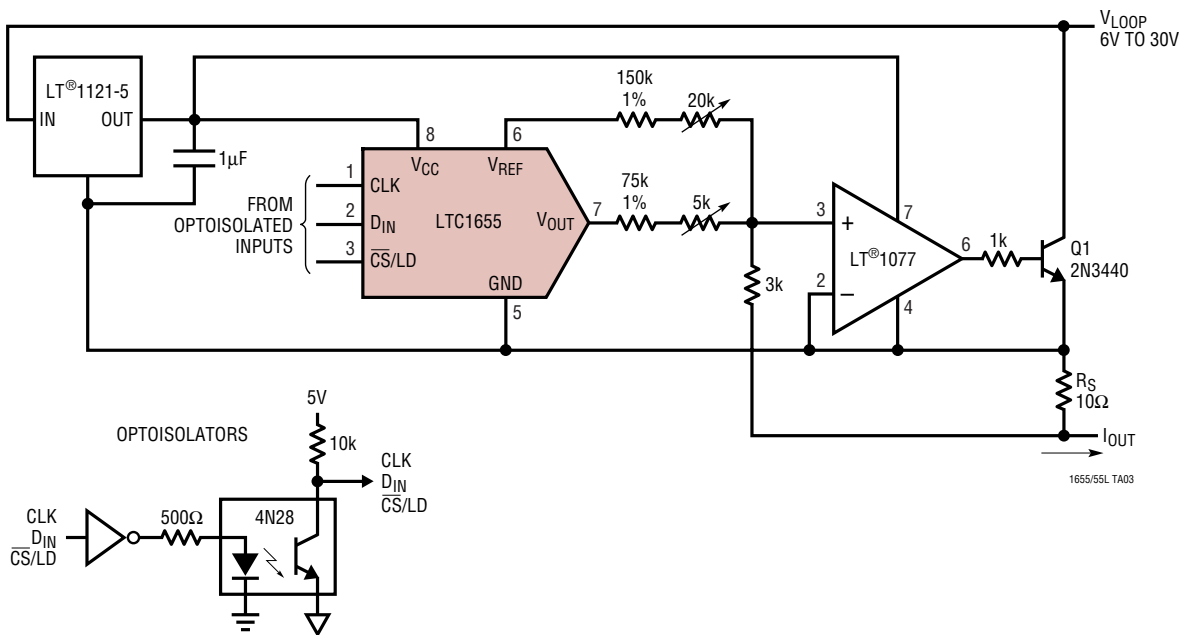 VLOOP
6V TO 30V
LT®1121-5
IN
OUT
1µF
150k
1%
20k
8
6
VCC
VREF
FROM
OPTOISOLATED
INPUTS
1
CLK
2
DIN
3
CS/LD
LTC1655
VOUT
7
GND
5
75k
1%
5k
3k
3
+
2
–
LT®1077
7
6
4
1k
Q1
2N3440
RS
10Ω
IOUT
1655/55L TA03
OPTOISOLATORS
5V
10k
CLK
DIN
CS/LD
CLK
DIN
CS/LD
500Ω
4N28